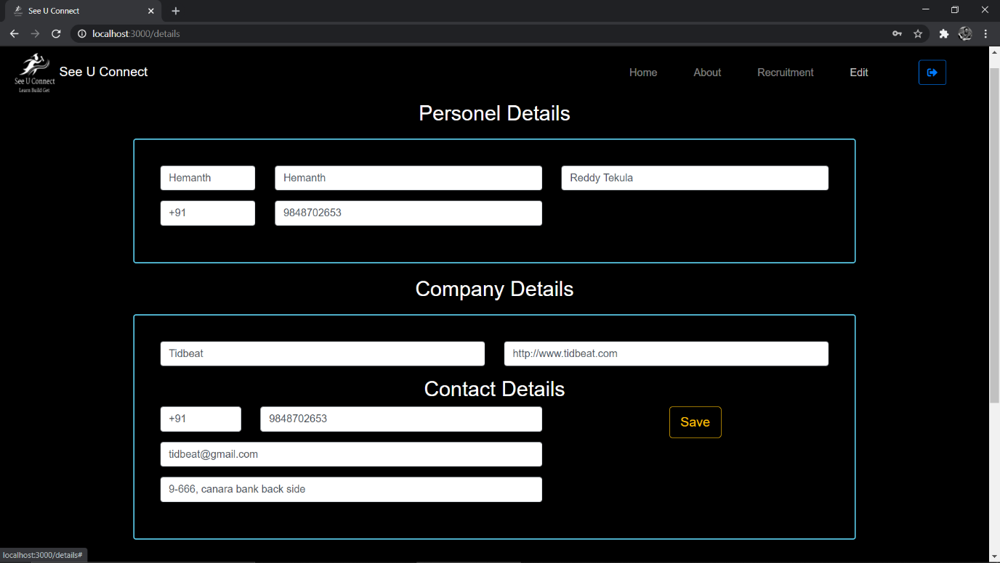 See U Connect
localhost:3000/details
See U Connect
Learn Build Get
See U Connect
Home About Recruitment Edit
Personel Details
Hemanth Hemanth Reddy Tekula
+91 9848702653
Company Details
Tidbeat http://www.tidbeat.com
Contact Details
+91 9848702653 Save
tidbeat@gmail.com
9-666, canara bank back side
localhost:3000/details#